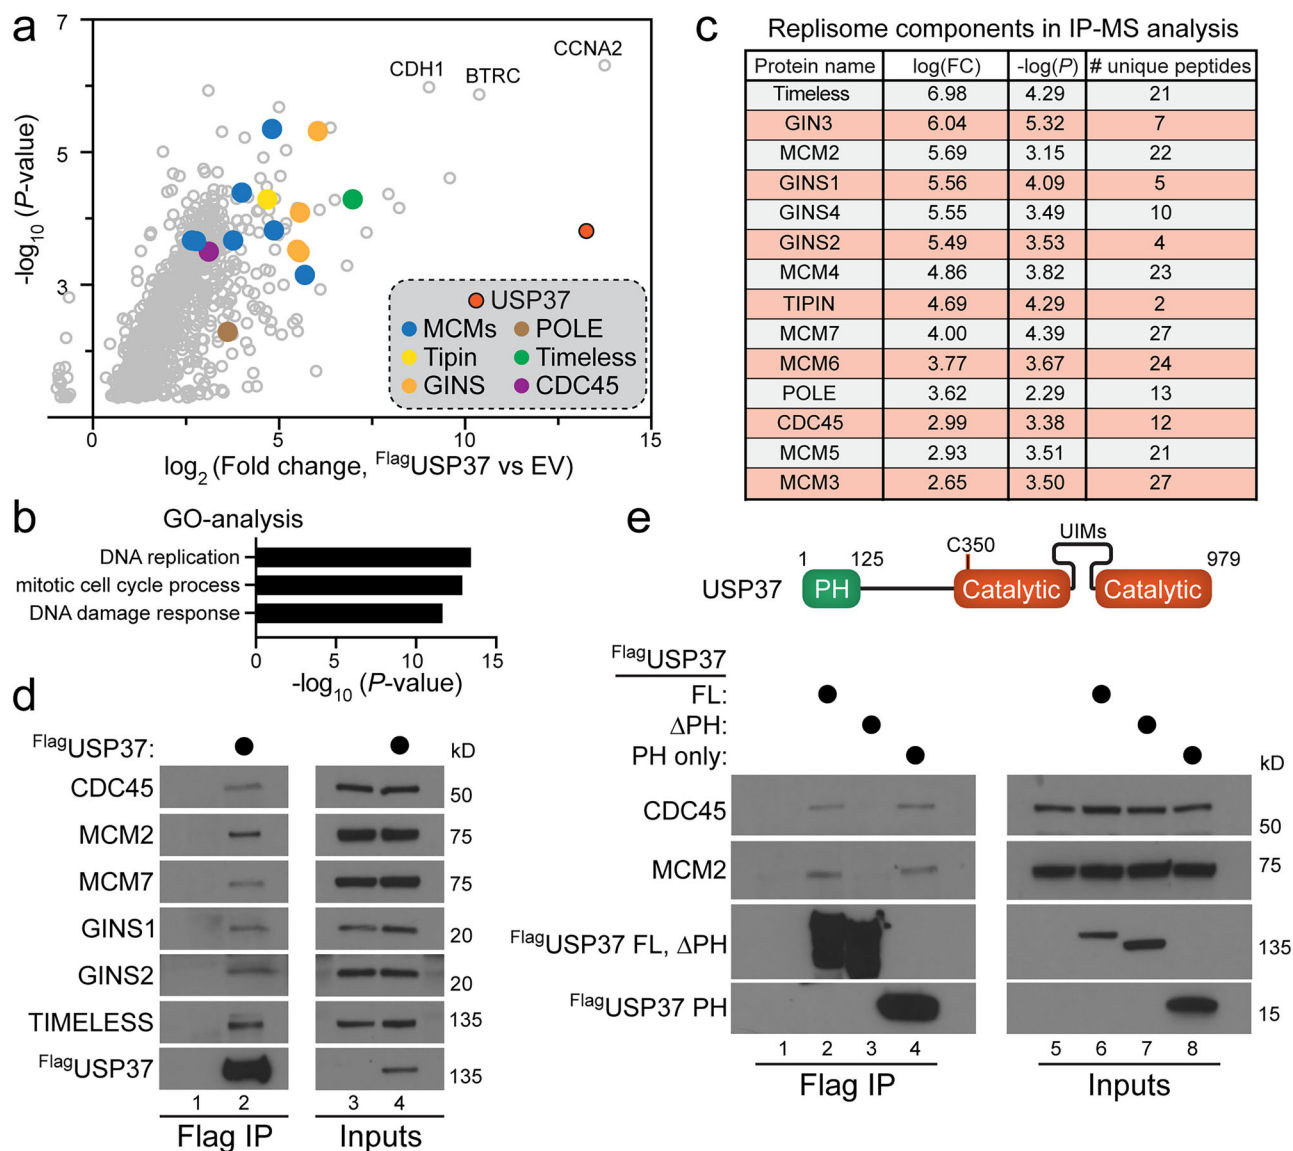 a
7
5
3
-log10 (P-value)
CCNA2
CDH1
BTRC
USP37
MCMs
POLE
Tipin
Timeless
GINS
CDC45
0
5
10
15
log2 (Fold change, FlagUSP37 vs EV)
b
GO-analysis
DNA replication
mitotic cell cycle process
DNA damage response
0
5
10
15
-log10 (P-value)
c
Replisome components in IP-MS analysis
Protein name log(FC) -log(P) # unique peptides
Timeless 6.98 4.29 21
GIN3 6.04 5.32 7
MCM2 5.69 3.15 22
GINS1 5.56 4.09 5
GINS4 5.55 3.49 10
GINS2 5.49 3.53 4
MCM4 4.86 3.82 23
TIPIN 4.69 4.29 2
MCM7 4.00 4.39 27
MCM6 3.77 3.67 24
POLE 3.62 2.29 13
CDC45 2.99 3.38 12
MCM5 2.93 3.51 21
MCM3 2.65 3.50 27
d
FlagUSP37:
kD
CDC45
50
MCM2
75
MCM7
75
GINS1
20
GINS2
20
TIMELESS
135
FlagUSP37
135
1 2 3 4
Flag IP
Inputs
e
UIMs
1 125 C350 979
USP37 PH Catalytic Catalytic
FlagUSP37
FL:
ΔPH:
PH only:
kD
CDC45
50
MCM2
75
FlagUSP37 FL, ΔPH
135
FlagUSP37 PH
15
1 2 3 4 5 6 7 8
Flag IP
Inputs